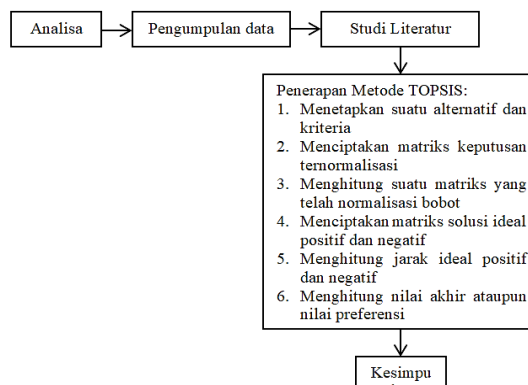 Analisa
Pengumpulan data
Studi Literatur
Penerapan Metode TOPSIS:
1. Menetapkan suatu alternatif dan
kriteria
2. Menciptakan matriks keputusan
ternormalisasi
3. Menghitung suatu matriks yang
telah normalisasi bobot
4. Menciptakan matriks solusi ideal
positif dan negatif
5. Menghitung jarak ideal positif
dan negatif
6. Menghitung nilai akhir ataupun
nilai preferensi
Kesimpu